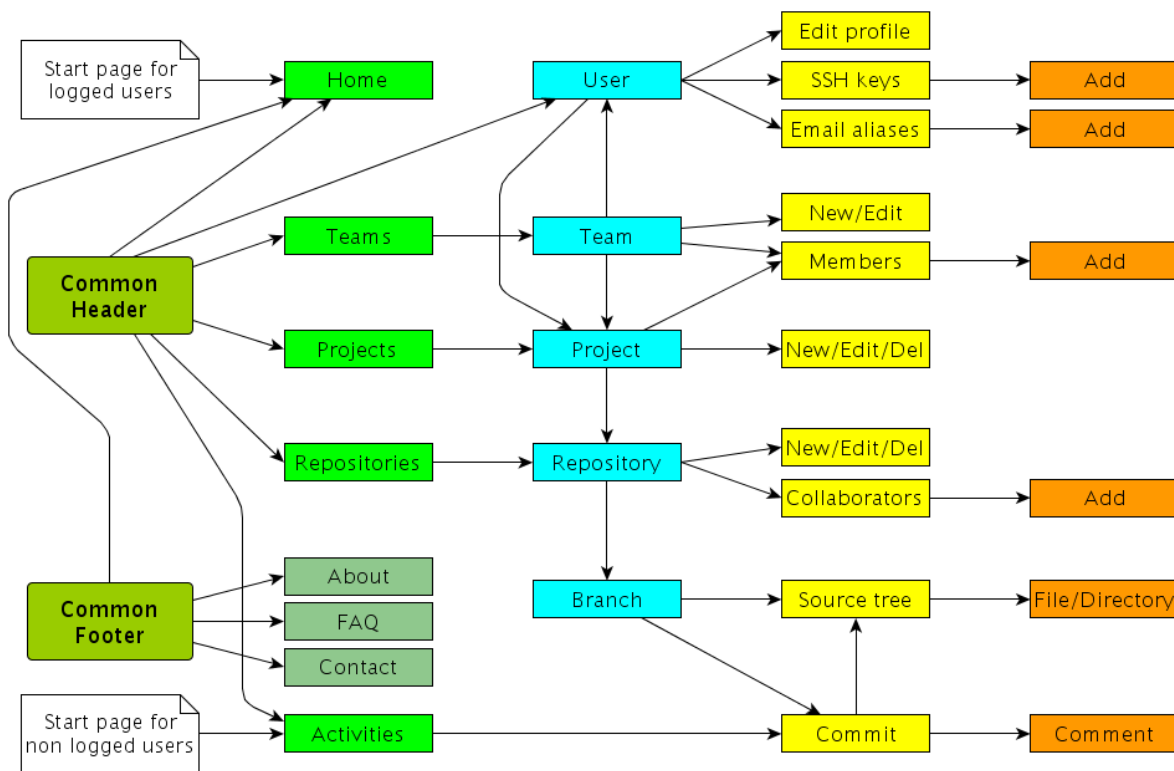 Edit profile
Start page for
logged users
Home
User
SSH keys
Add
Email aliases
Add
New/Edit
Teams
Team
Members
Add
Common
Header
Projects
Project
New/Edit/Del
New/Edit/Del
Repositories
Repository
Collaborators
Add
About
Common
Footer
Branch
Source tree
File/Directory
FAQ
Contact
Start page for
non logged users
Activities
Commit
Comment